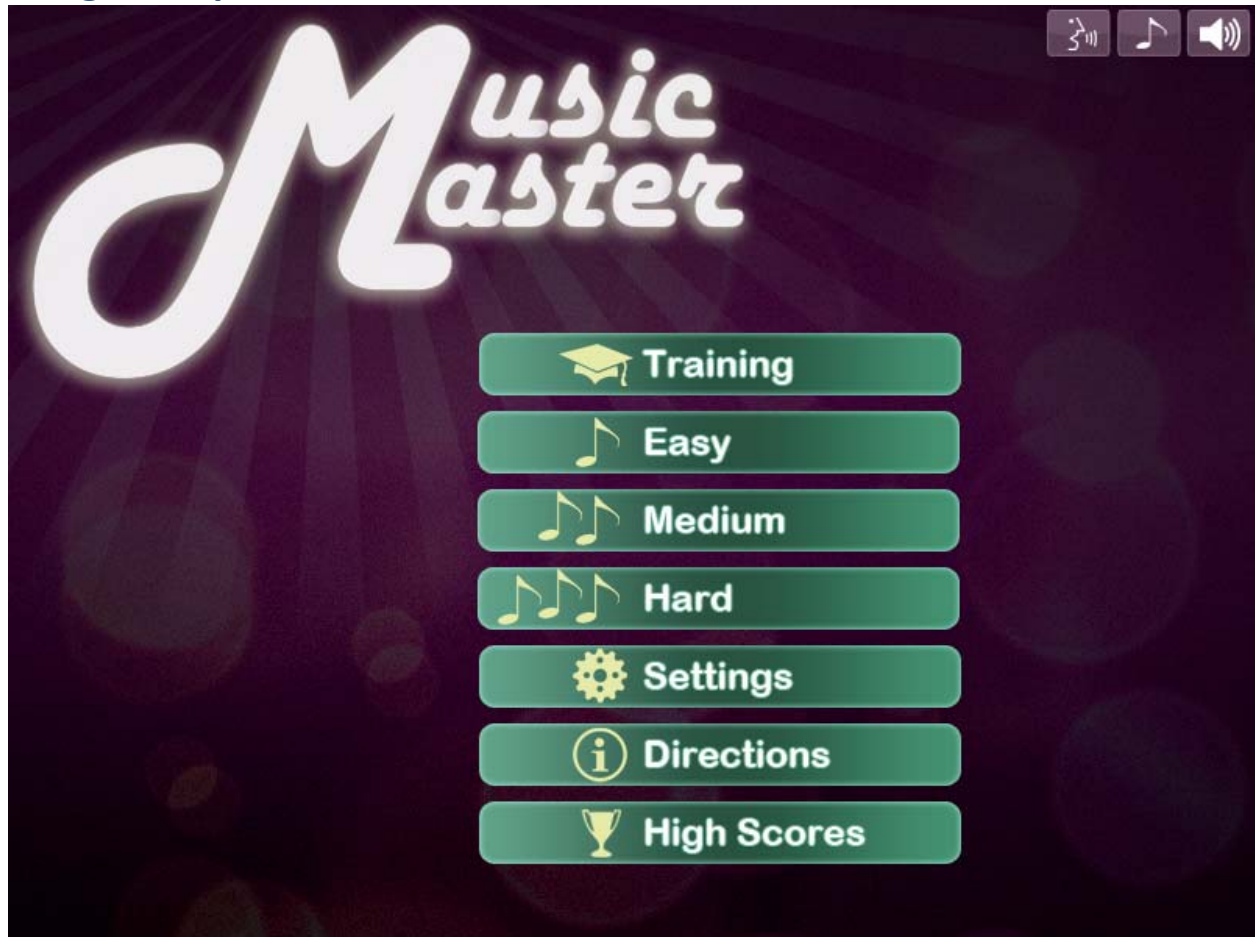 Music
Master
Training
Easy
Medium
Hard
Settings
Directions
High Scores